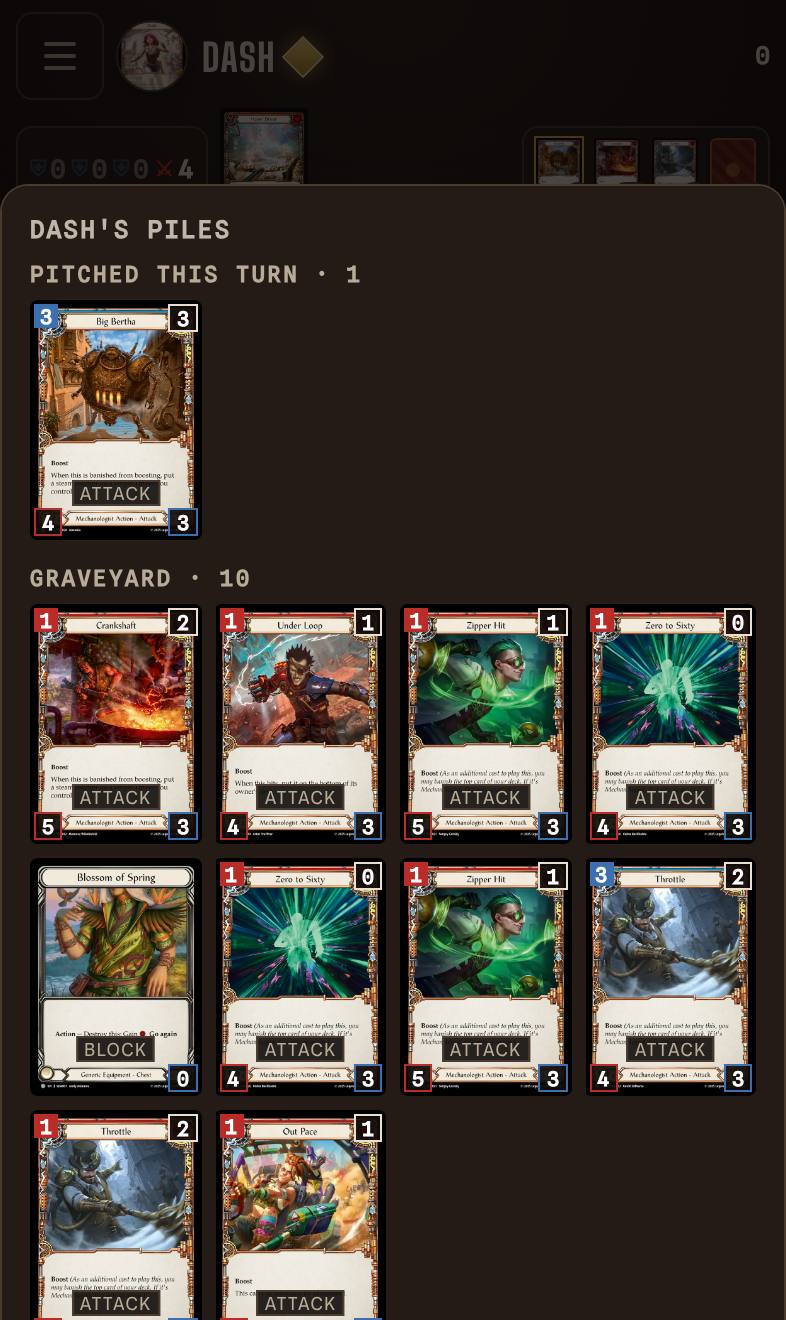 DASH
0
0 0 0 4
DASH'S PILES
PITCHED THIS TURN · 1
3 Big Bertha 3
Boost
When this is banished from boosting, put
a steam
control
ATTACK
4 Mechanologist Action - Attack 3
GRAVEYARD · 10
1 Crankshaft 2
Boost
When this is banished from boosting, put
a steam
control
ATTACK
5 Mechanologist Action - Attack 3
1 Under Loop 1
Boost
When this hits, put it on the bottom of its
owner'
ATTACK
4 Mechanologist Action - Attack 3
1 Zipper Hit 1
Boost (As an additional cost to play this, you
may banish the top card of your deck. If it's
Mechan
ATTACK
5 Mechanologist Action - Attack 3
1 Zero to Sixty 0
Boost (As an additional cost to play this, you
may banish the top card of your deck. If it's
Mechan
ATTACK
4 Mechanologist Action - Attack 3
Blossom of Spring
Action – Destroy this: Gain Go again
BLOCK
Generic Equipment - Chest 0
1 Zero to Sixty 0
Boost (As an additional cost to play this, you
may banish the top card of your deck. If it's
Mechan
ATTACK
4 Mechanologist Action - Attack 3
1 Zipper Hit 1
Boost (As an additional cost to play this, you
may banish the top card of your deck. If it's
Mechan
ATTACK
5 Mechanologist Action - Attack 3
3 Throttle 2
Boost (As an additional cost to play this, you
may banish the top card of your deck. If it's
Mechan
ATTACK
4 Mechanologist Action - Attack 3
1 Throttle 2
Boost (As an additional cost to play this, you
may banish the top card of your deck. If it's
Mechan
ATTACK
1 Out Pace 1
Boost
This ca
ATTACK